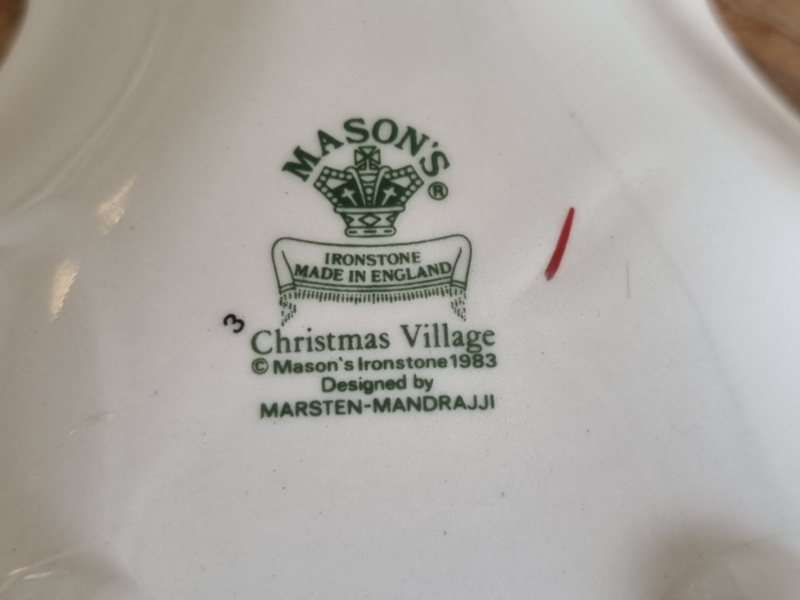 MASON'S ®
IRONSTONE
MADE IN ENGLAND
3
Christmas Village
© Mason's Ironstone 1983
Designed by
MARSTEN-MANDRAJJI